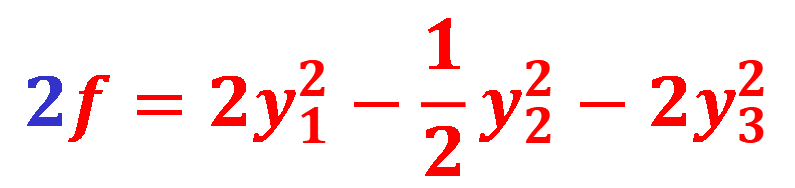 2f = 2y₁² − ½y₂² − 2y₃²